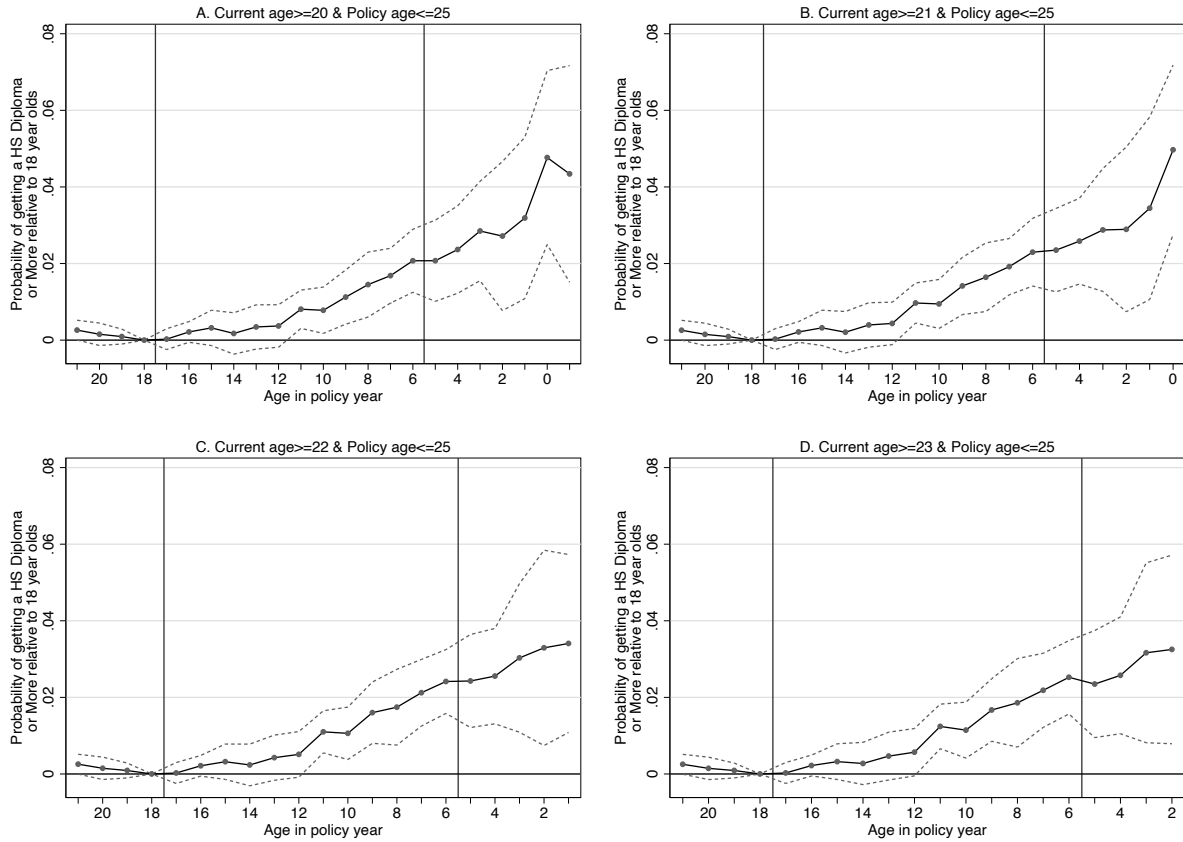 A. Current age>=20 & Policy age<=25
Probability of getting a HS Diploma
or More relative to 18 year olds
.08
.06
.04
.02
0
20 18 16 14 12 10 8 6 4 2 0
Age in policy year
B. Current age>=21 & Policy age<=25
Probability of getting a HS Diploma
or More relative to 18 year olds
.08
.06
.04
.02
0
20 18 16 14 12 10 8 6 4 2 0
Age in policy year
C. Current age>=22 & Policy age<=25
Probability of getting a HS Diploma
or More relative to 18 year olds
.08
.06
.04
.02
0
20 18 16 14 12 10 8 6 4 2
Age in policy year
D. Current age>=23 & Policy age<=25
Probability of getting a HS Diploma
or More relative to 18 year olds
.08
.06
.04
.02
0
20 18 16 14 12 10 8 6 4 2
Age in policy year